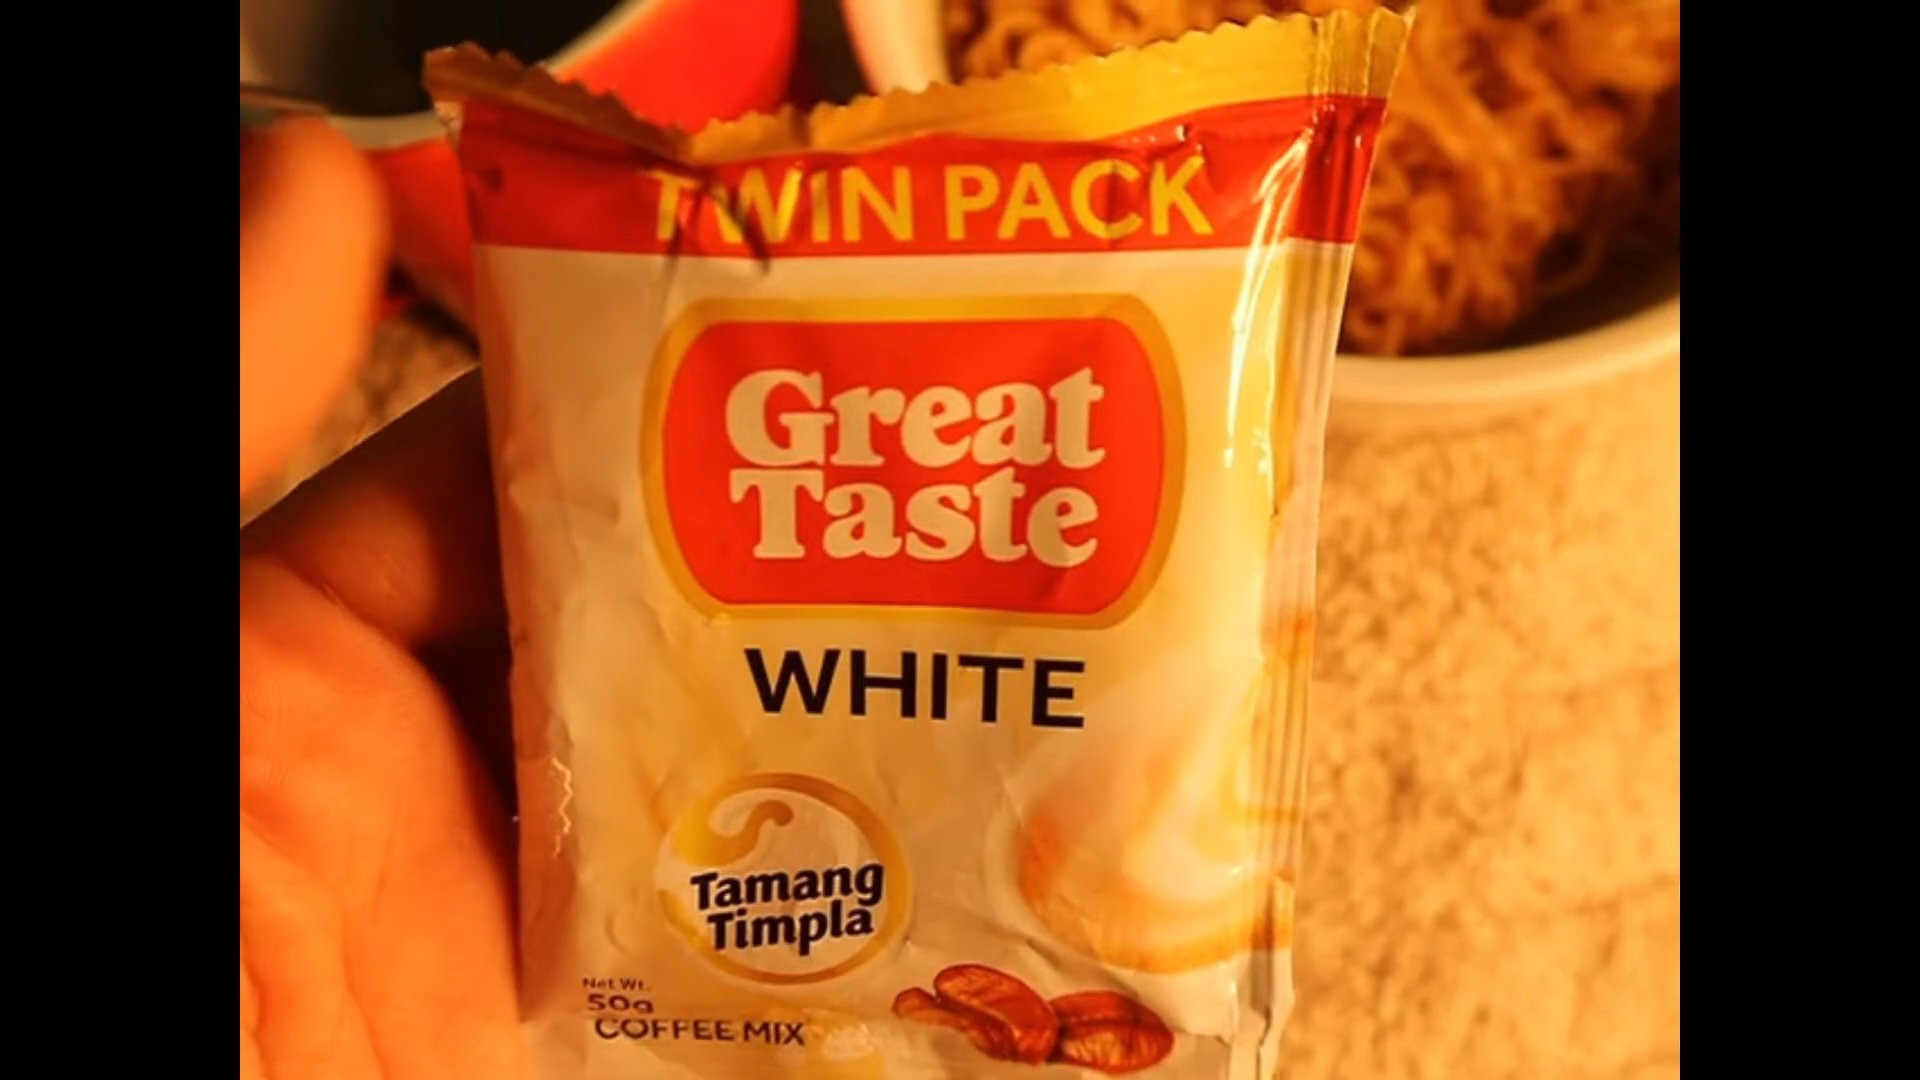 TWIN PACK
Great
Taste
WHITE
Tamang
Timpla
Net Wt.
50g
COFFEE MIX